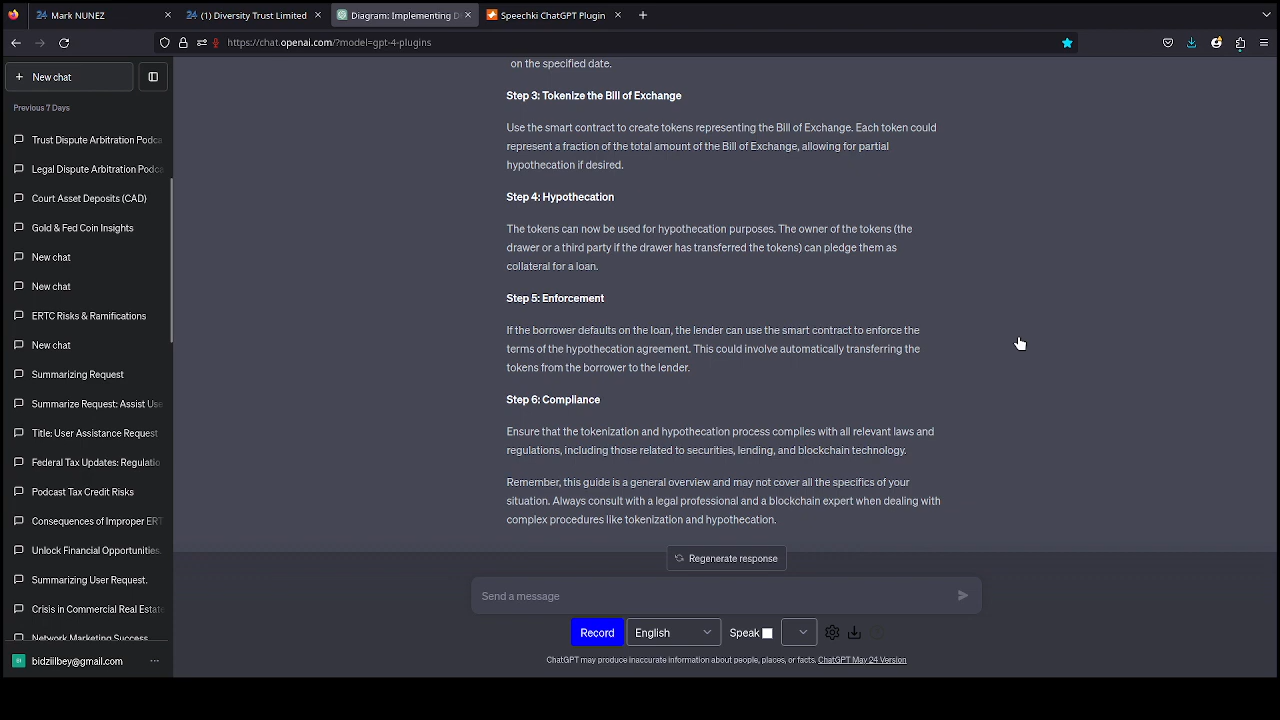 Mark NUNEZ
(1) Diversity Trust Limited
Diagram: Implementing D
Speechki ChatGPT Plugin
https://chat.openai.com/?model=gpt-4-plugins
New chat
Previous 7 Days
Trust Dispute Arbitration Podca
Legal Dispute Arbitration Podca
Court Asset Deposits (CAD)
Gold & Fed Coin Insights
New chat
New chat
ERTC Risks & Ramifications
New chat
Summarizing Request
Summarize Request: Assist Use
Title: User Assistance Request
Federal Tax Updates: Regulatio
Podcast Tax Credit Risks
Consequences of Improper ERT
Unlock Financial Opportunities.
Summarizing User Request.
Crisis in Commercial Real Estate
Network Marketing Success
bidzillbey@gmail.com
on the specified date.
Step 3: Tokenize the Bill of Exchange
Use the smart contract to create tokens representing the Bill of Exchange. Each token could
represent a fraction of the total amount of the Bill of Exchange, allowing for partial
hypothecation if desired.
Step 4: Hypothecation
The tokens can now be used for hypothecation purposes. The owner of the tokens (the
drawer or a third party if the drawer has transferred the tokens) can pledge them as
collateral for a loan.
Step 5: Enforcement
If the borrower defaults on the loan, the lender can use the smart contract to enforce the
terms of the hypothecation agreement. This could involve automatically transferring the
tokens from the borrower to the lender.
Step 6: Compliance
Ensure that the tokenization and hypothecation process complies with all relevant laws and
regulations, including those related to securities, lending, and blockchain technology.
Remember, this guide is a general overview and may not cover all the specifics of your
situation. Always consult with a legal professional and a blockchain expert when dealing with
complex procedures like tokenization and hypothecation.
Regenerate response
Send a message
Record
English
Speak
ChatGPT may produce inaccurate information about people, places, or facts. ChatGPT May 24 Version